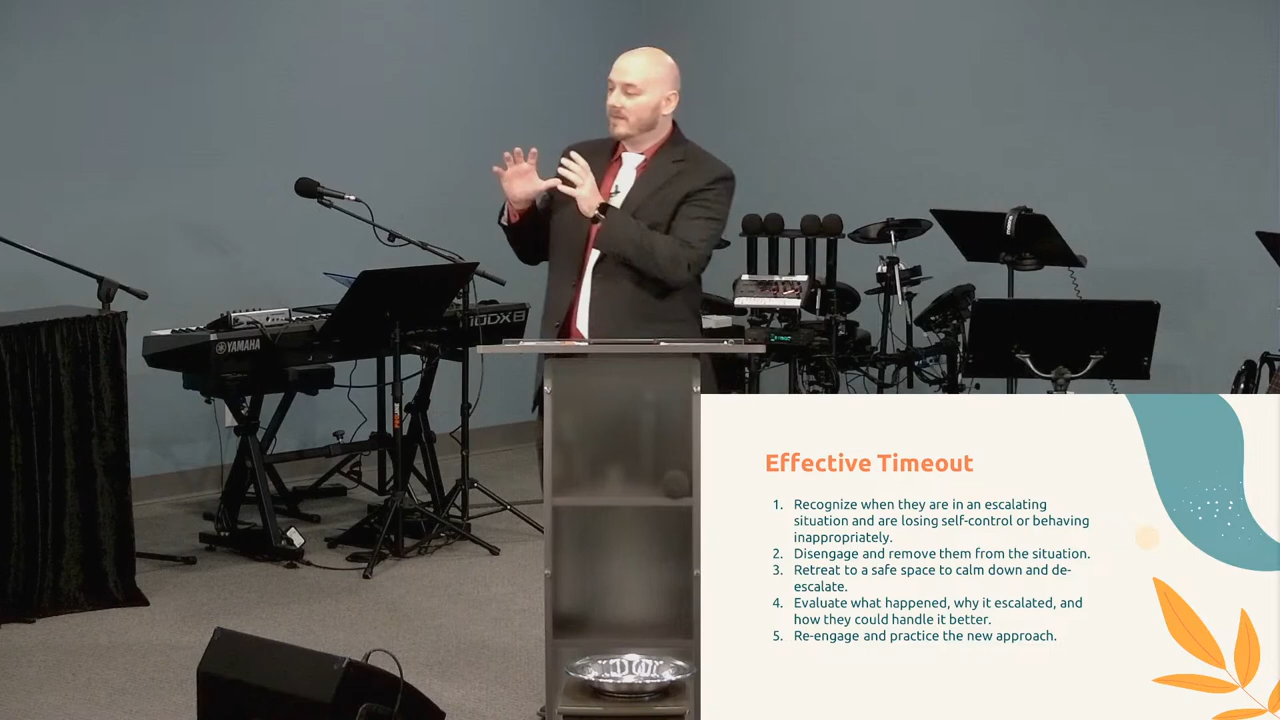 YAMAHA
MODX8
Effective Timeout
1. Recognize when they are in an escalating
situation and are losing self-control or behaving
inappropriately.
2. Disengage and remove them from the situation.
3. Retreat to a safe space to calm down and de-
escalate.
4. Evaluate what happened, why it escalated, and
how they could handle it better.
5. Re-engage and practice the new approach.